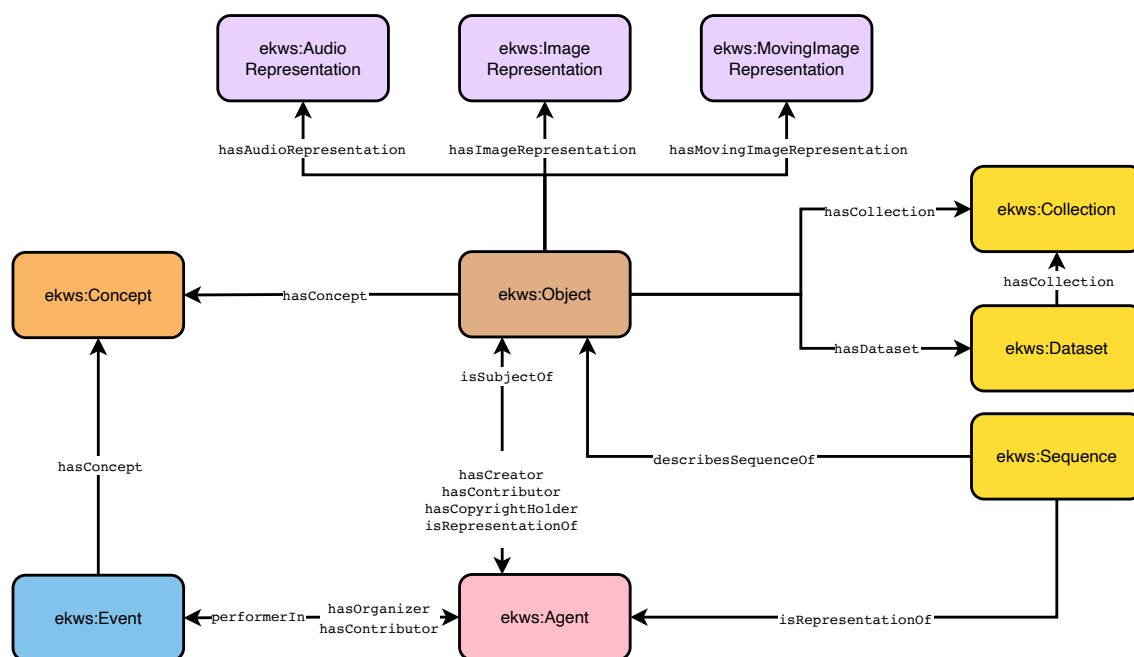 ekws:Audio
Representation
ekws:Image
Representation
ekws:MovingImage
Representation
hasAudioRepresentation
hasImageRepresentation
hasMovingImageRepresentation
hasCollection
ekws:Collection
ekws:Concept
hasConcept
ekws:Object
hasCollection
hasDataset
ekws:Dataset
isSubjectOf
hasConcept
describesSequenceOf
ekws:Sequence
hasCreator
hasContributor
hasCopyrightHolder
isRepresentationOf
ekws:Event
performerIn
hasOrganizer
hasContributor
ekws:Agent
isRepresentationOf